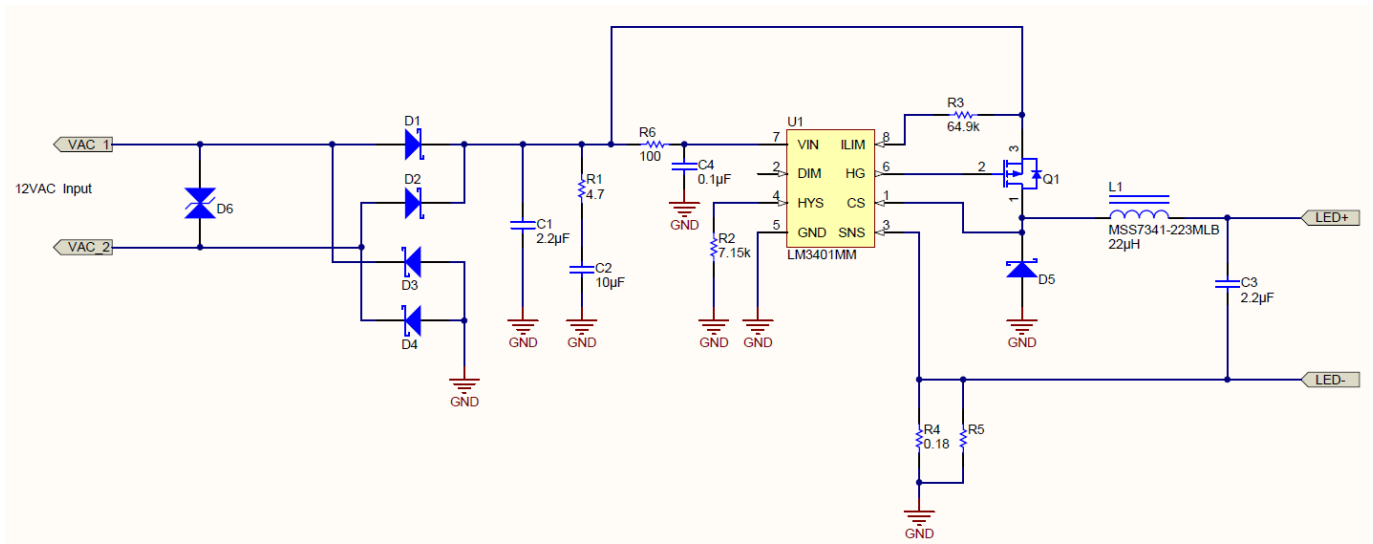 VAC_1
12VAC Input
VAC_2
D6
D1
D2
D3
D4
GND
C1
2.2µF
GND
R1
4.7
C2
10µF
GND
R6
100
C4
0.1µF
GND
R2
7.15k
GND
GND
U1
7 VIN ILIM 8
2 DIM HG 6
4 HYS CS 1
5 GND SNS 3
LM3401MM
R3
64.9k
3
2
Q1
1
D5
GND
L1
MSS7341-223MLB
22µH
C3
2.2µF
LED+
LED-
R4
0.18
R5
GND